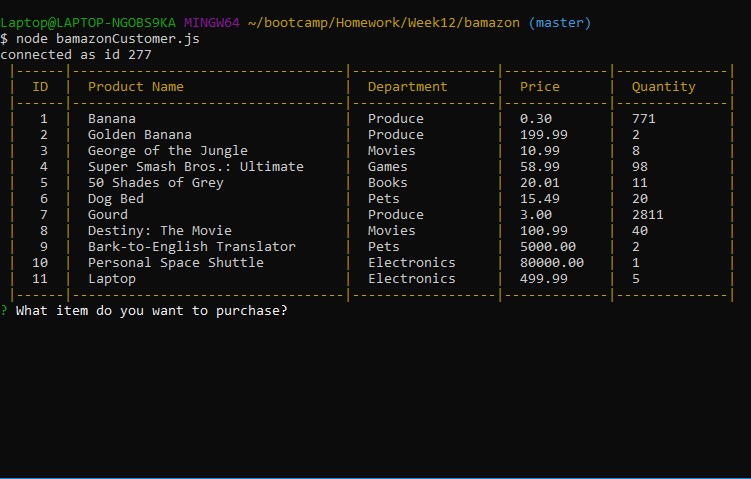 Laptop@LAPTOP-NGOBS9KA MINGW64 ~/bootcamp/Homework/Week12/bamazon (master)
$ node bamazonCustomer.js
connected as id 277
|------|----------------------------------|------------------|-------------|--------------|
| ID | Product Name | Department | Price | Quantity |
|------|----------------------------------|------------------|-------------|--------------|
| 1 | Banana | Produce | 0.30 | 771 |
| 2 | Golden Banana | Produce | 199.99 | 2 |
| 3 | George of the Jungle | Movies | 10.99 | 8 |
| 4 | Super Smash Bros.: Ultimate | Games | 58.99 | 98 |
| 5 | 50 Shades of Grey | Books | 20.01 | 11 |
| 6 | Dog Bed | Pets | 15.49 | 20 |
| 7 | Gourd | Produce | 3.00 | 2811 |
| 8 | Destiny: The Movie | Movies | 100.99 | 40 |
| 9 | Bark-to-English Translator | Pets | 5000.00 | 2 |
| 10 | Personal Space Shuttle | Electronics | 80000.00 | 1 |
| 11 | Laptop | Electronics | 499.99 | 5 |
|------|----------------------------------|------------------|-------------|--------------|
? What item do you want to purchase?